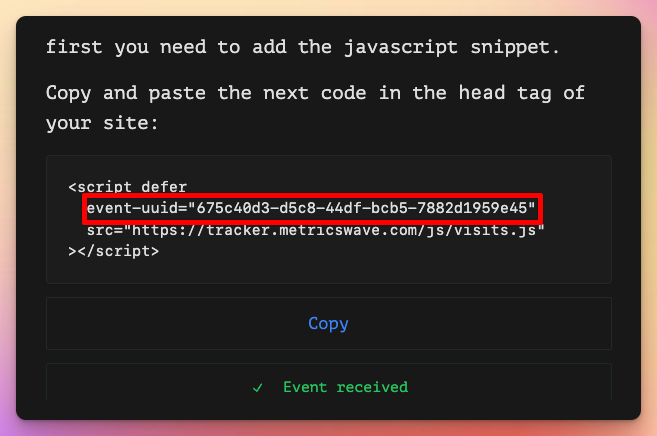 first you need to add the javascript snippet.
Copy and paste the next code in the head tag of
your site:
<script defer
event-uuid="675c40d3-d5c8-44df-bcb5-7882d1959e45"
src="https://tracker.metricswave.com/js/visits.js"
></script>
Copy
✓ Event received